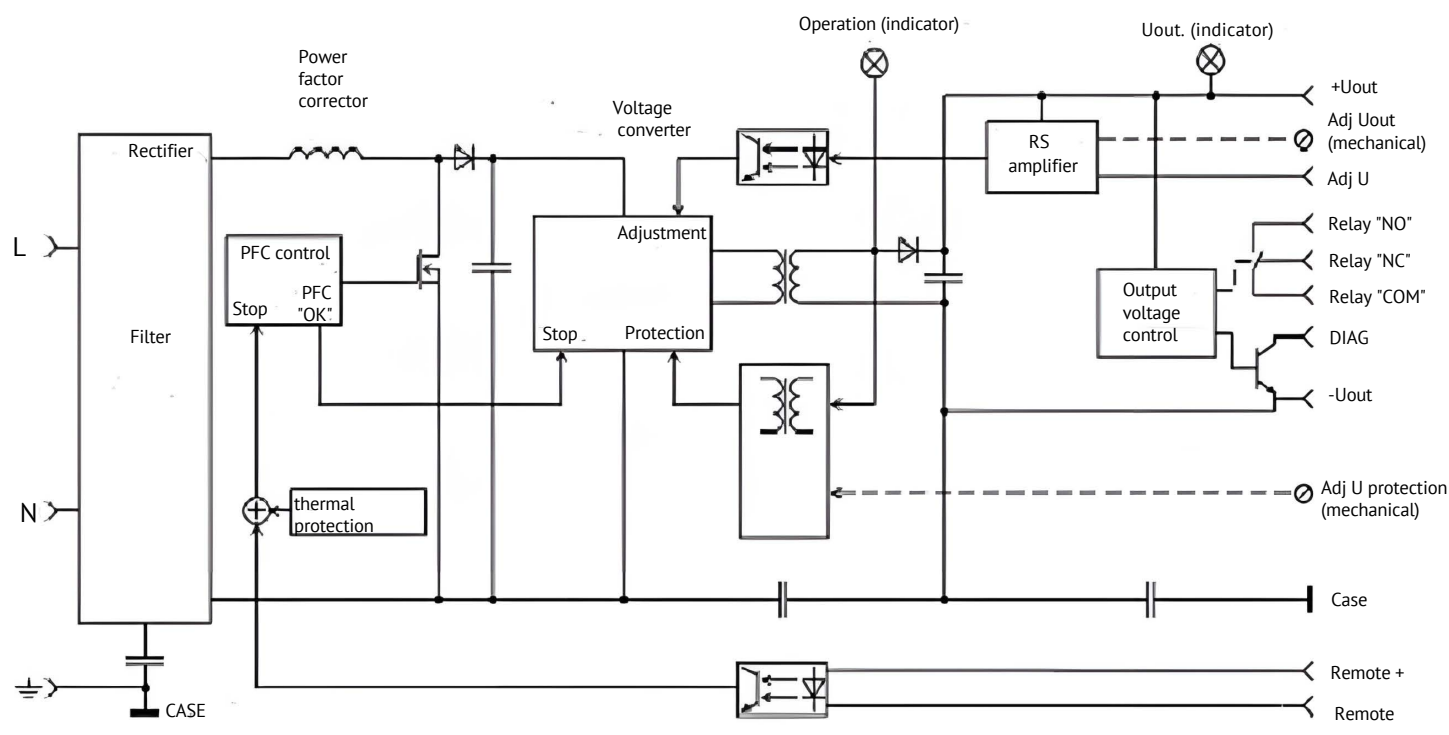 Operation (indicator)
Uout. (indicator)
Power
factor
corrector
Voltage
converter
+Uout
Adj Uout
(mechanical)
RS
amplifier
Rectifier
Adj U
Adjustment
Relay "NO"
L
PFC control
Relay "NC"
PFC
"OK"
Stop
Output
voltage
control
Relay "COM"
Filter
Stop
Protection
DIAG
-Uout
N
thermal
protection
Adj U protection
(mechanical)
Case
Remote +
CASE
Remote